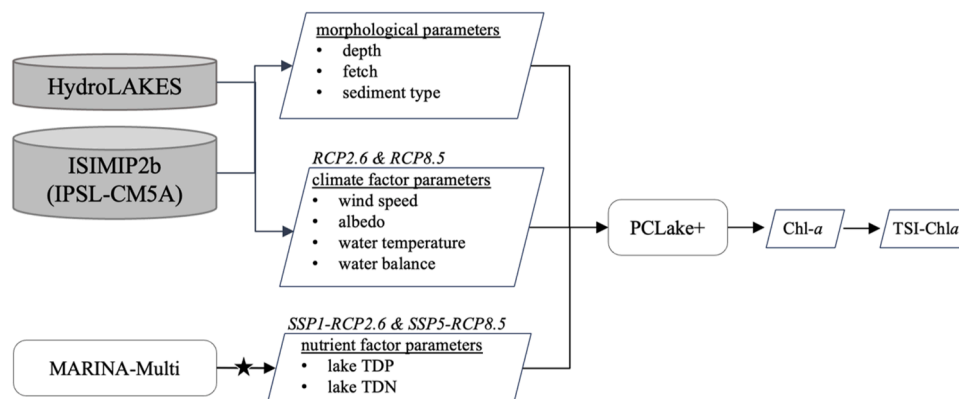 HydroLAKES
ISIMIP2b
(IPSL-CM5A)
morphological parameters
• depth
• fetch
• sediment type
RCP2.6 & RCP8.5
climate factor parameters
• wind speed
• albedo
• water temperature
• water balance
MARINA-Multi
SSP1-RCP2.6 & SSP5-RCP8.5
nutrient factor parameters
• lake TDP
• lake TDN
PCLake+
Chl-a
TSI-Chla